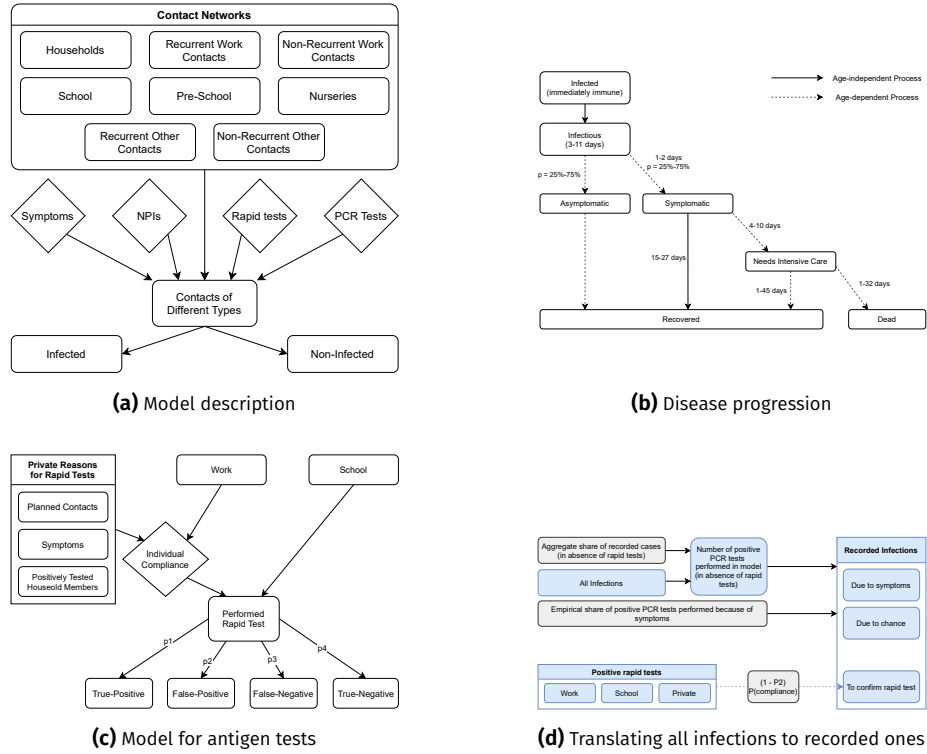 Contact Networks
Households
Recurrent Work
Contacts
Non-Recurrent Work
Contacts
School
Pre-School
Nurseries
Recurrent Other
Contacts
Non-Recurrent Other
Contacts
Symptoms
NPIs
Rapid tests
PCR Tests
Contacts of
Different Types
Infected
Non-Infected
(a) Model description
Infected
(immediately immune)
Age-independent Process
Age-dependent Process
Infectious
(3-11 days)
p = 25%-75%
1-2 days
p = 25%-75%
Asymptomatic
Symptomatic
4-10 days
15-27 days
Needs Intensive Care
1-45 days
1-32 days
Recovered
Dead
(b) Disease progression
Private Reasons
for Rapid Tests
Planned Contacts
Symptoms
Positively Tested
Houseold Members
Work
School
Individual
Compliance
Performed
Rapid Test
p1
p2
p3
p4
True-Positive
False-Positive
False-Negative
True-Negative
(c) Model for antigen tests
Aggregate share of recorded cases
(in absence of rapid tests)
All Infections
Number of positive
PCR tests
performed in model
(in absence of rapid
tests)
Empirical share of positive PCR tests performed because of
symptoms
Recorded Infections
Due to symptoms
Due to chance
To confirm rapid test
Positive rapid tests
Work
School
Private
(1 - P2)
P(compliance)
(d) Translating all infections to recorded ones